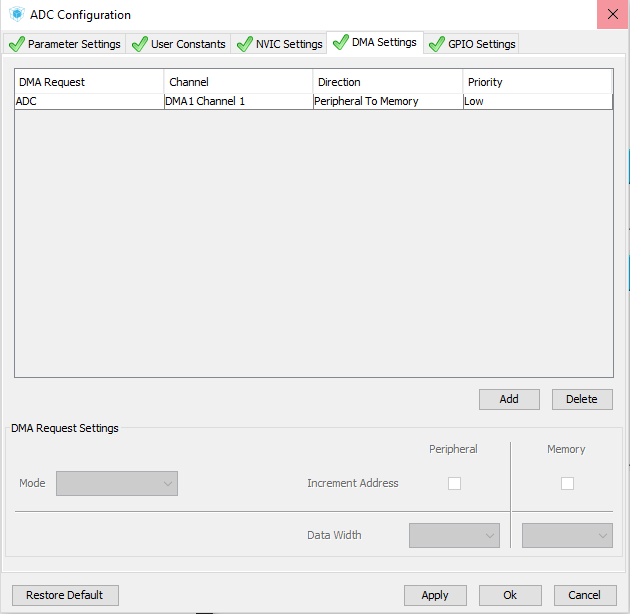 ADC Configuration
Parameter Settings User Constants NVIC Settings DMA Settings GPIO Settings
DMA Request Channel Direction Priority
ADC DMA1 Channel 1 Peripheral To Memory Low
Add Delete
DMA Request Settings
Peripheral Memory
Mode Increment Address
Data Width
Restore Default Apply Ok Cancel